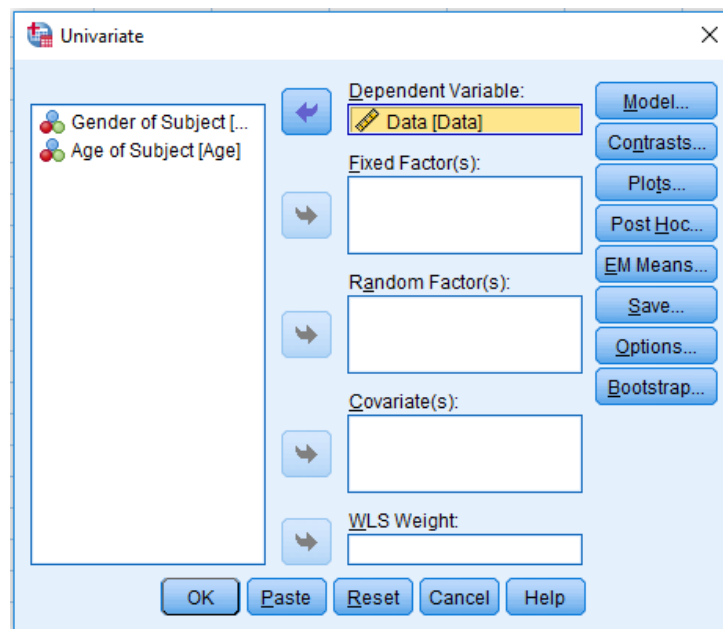 Univariate
Gender of Subject [...
Age of Subject [Age]
Dependent Variable:
Data [Data]
Fixed Factor(s):
Random Factor(s):
Covariate(s):
WLS Weight:
Model...
Contrasts...
Plots...
Post Hoc...
EM Means...
Save...
Options...
Bootstrap...
OK
Paste
Reset
Cancel
Help